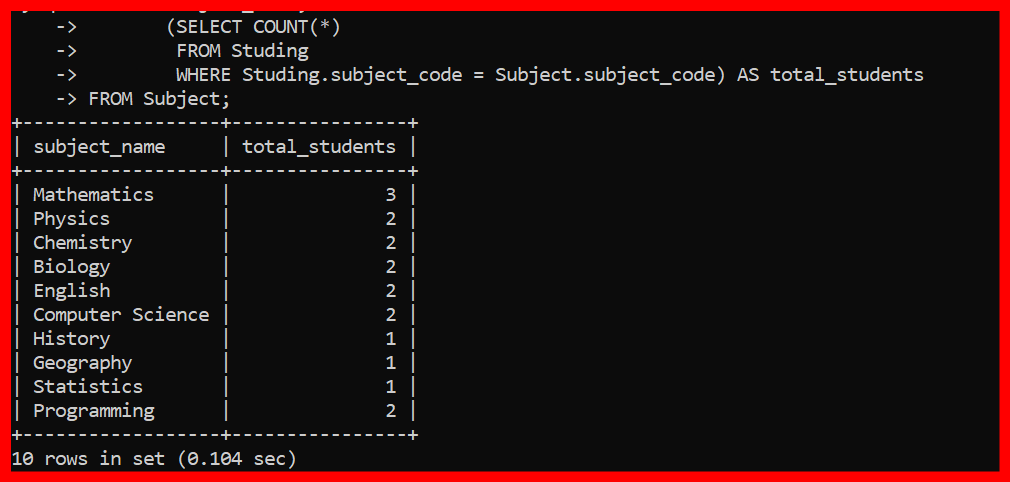 ->        (SELECT COUNT(*)
    ->         FROM Studing
    ->         WHERE Studing.subject_code = Subject.subject_code) AS total_students
    -> FROM Subject;
+------------------+----------------+
| subject_name     | total_students |
+------------------+----------------+
| Mathematics      |              3 |
| Physics          |              2 |
| Chemistry        |              2 |
| Biology          |              2 |
| English          |              2 |
| Computer Science |              2 |
| History          |              1 |
| Geography        |              1 |
| Statistics       |              1 |
| Programming      |              2 |
+------------------+----------------+
10 rows in set (0.104 sec)